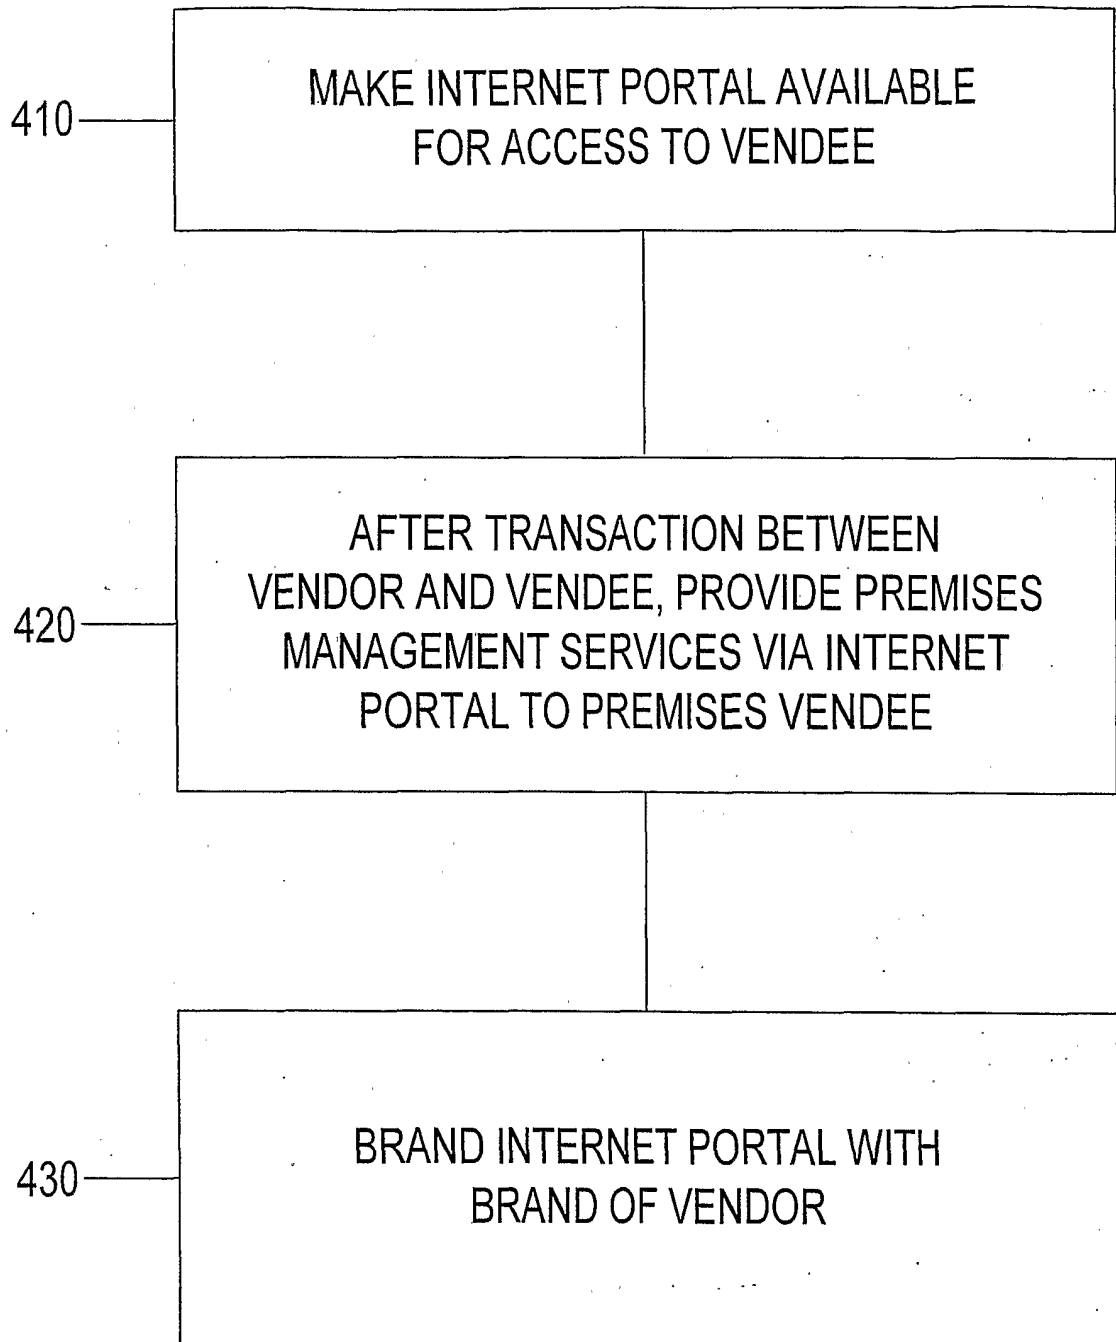 410
MAKE INTERNET PORTAL AVAILABLE
FOR ACCESS TO VENDEE
420
AFTER TRANSACTION BETWEEN
VENDOR AND VENDEE, PROVIDE PREMISES
MANAGEMENT SERVICES VIA INTERNET
PORTAL TO PREMISES VENDEE
430
BRAND INTERNET PORTAL WITH
BRAND OF VENDOR